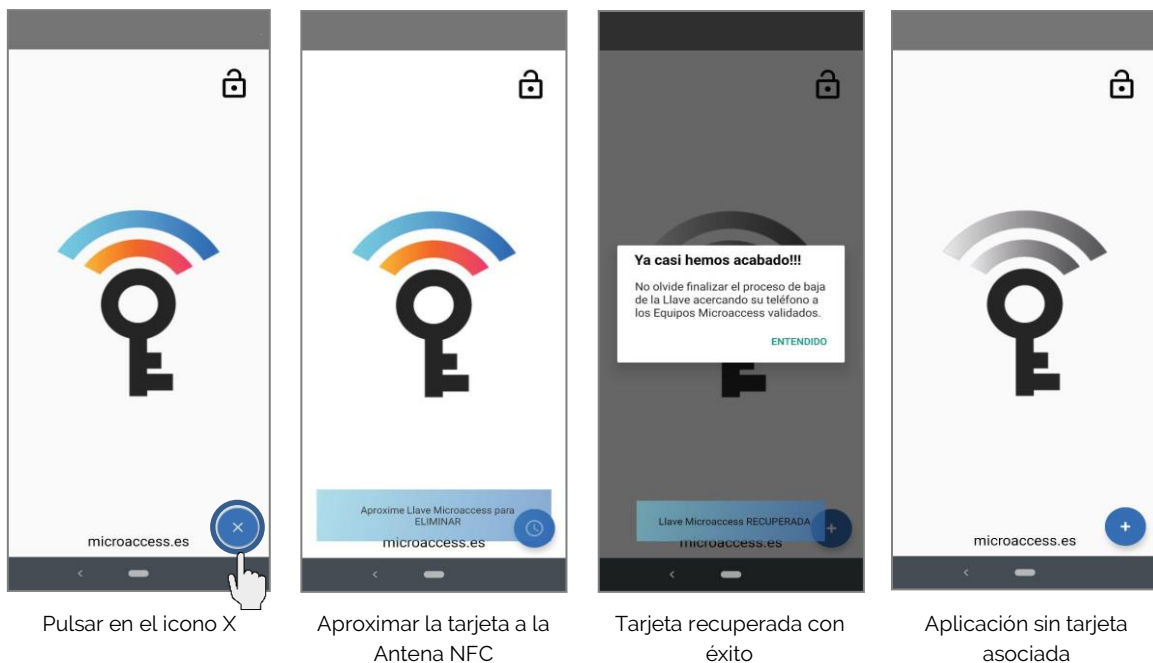 microaccess.es
Pulsar en el icono X
Aproxime Llave Microaccess para
ELIMINAR
microaccess.es
Aproximar la tarjeta a la
Antena NFC
Ya casi hemos acabado!!!
No olvide finalizar el proceso de baja
de la Llave acercando su teléfono a
los Equipos Microaccess validados.
ENTENDIDO
Llave Microaccess RECUPERADA
microaccess.es
Tarjeta recuperada con
éxito
microaccess.es
Aplicación sin tarjeta
asociada